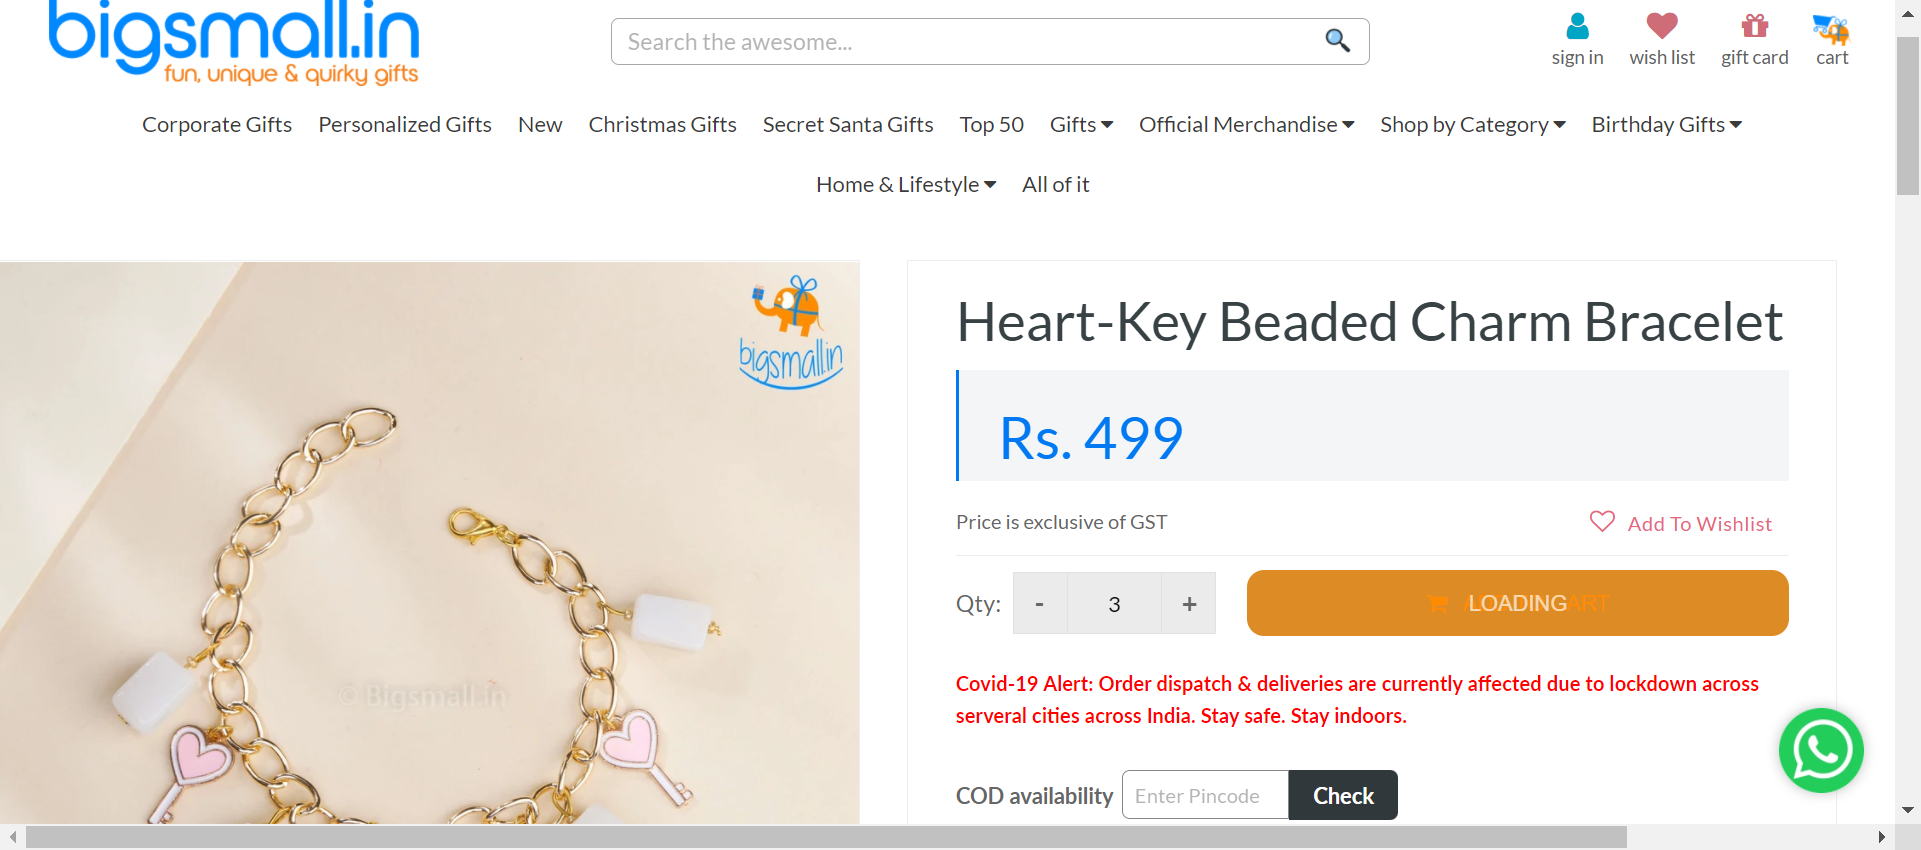 bigsmall.in
fun, unique & quirky gifts
Search the awesome...
sign in
wish list
gift card
cart
Corporate Gifts Personalized Gifts New Christmas Gifts Secret Santa Gifts Top 50 Gifts Official Merchandise Shop by Category Birthday Gifts
Home & Lifestyle All of it
bigsmall.in
© Bigsmall.in
Heart-Key Beaded Charm Bracelet
Rs. 499
Price is exclusive of GST
Add To Wishlist
Qty: - 3 +
LOADING
Covid-19 Alert: Order dispatch & deliveries are currently affected due to lockdown across
serveral cities across India. Stay safe. Stay indoors.
COD availability Enter Pincode Check